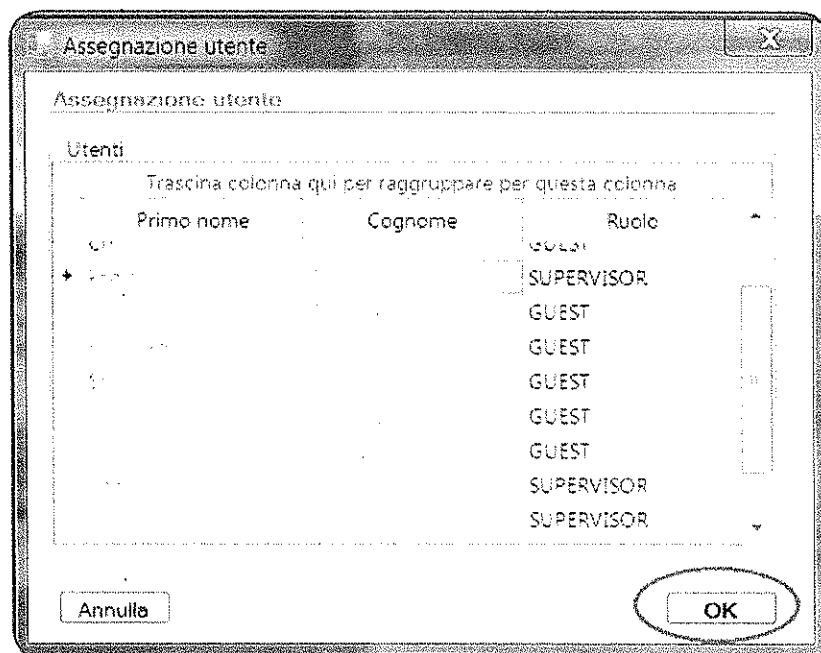 Assegnazione utente
Assegnazione utente
Utenti
Trascina colonna qui per raggruppare per questa colonna
Primo nome Cognome Ruolo
GUEST
SUPERVISOR
GUEST
GUEST
GUEST
GUEST
GUEST
SUPERVISOR
SUPERVISOR
Annulla OK